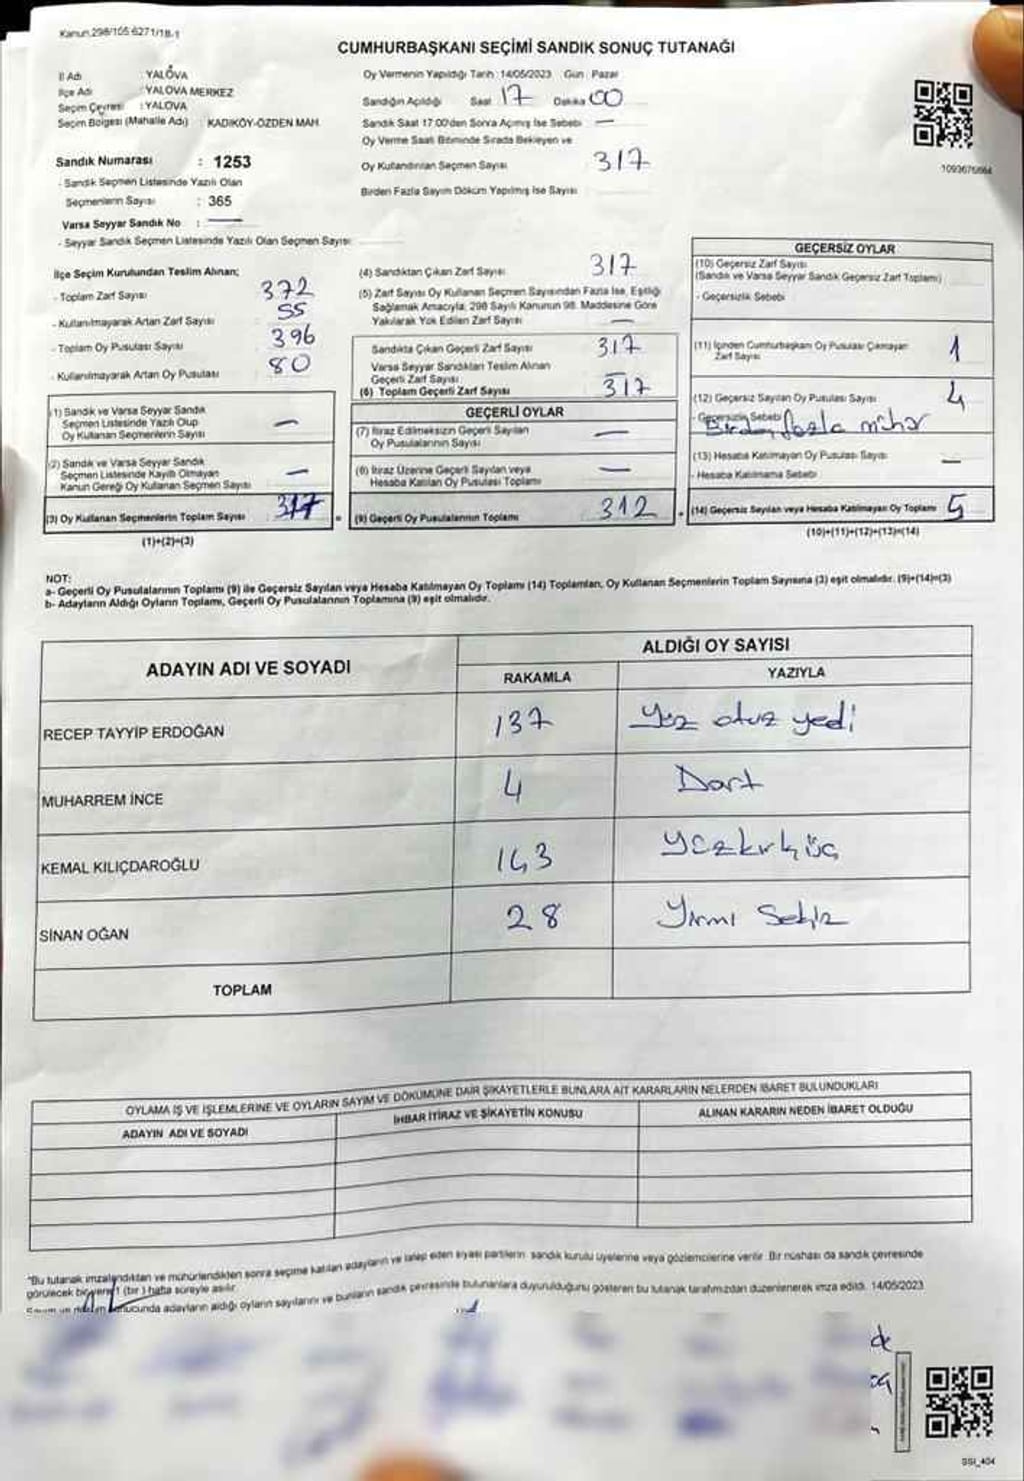 Kanun 298/105 6271/18-1
CUMHURBAŞKANI SEÇİMİ SANDIK SONUÇ TUTANAĞI
İl Adı : YALOVA
İlçe Adı : YALOVA MERKEZ
Seçim Çevresi : YALOVA
Seçim Bölgesi (Mahalle Adı) : KADIKÖY-ÖZDEN MAH.
Sandık Numarası : 1253
- Sandık Seçmen Listesinde Yazılı Olan
Seçmenlerin Sayısı : 365
Varsa Seyyar Sandık No : —
- Seyyar Sandık Seçmen Listesinde Yazılı Olan Seçmen Sayısı:
Oy Vermenin Yapıldığı Tarih : 14/05/2023 Gün : Pazar
Sandığın Açıldığı Saat 17 Dakika 00
Sandık Saat 17:00'den Sonra Açılmış İse Sebebi —
Oy Verme Saati Bitiminde Sırada Bekleyen ve
Oy Kullandırılan Seçmen Sayısı 317
Birden Fazla Sayım Döküm Yapılmış İse Sayısı
1093676664
İlçe Seçim Kurulundan Teslim Alınan;
- Toplam Zarf Sayısı 372
- Kullanılmayarak Artan Zarf Sayısı 55
- Toplam Oy Pusulası Sayısı 396
- Kullanılmayarak Artan Oy Pusulası 80
(1) Sandık ve Varsa Seyyar Sandık
Seçmen Listesinde Yazılı Olup
Oy Kullanan Seçmenlerin Sayısı —
(2) Sandık ve Varsa Seyyar Sandık
Seçmen Listesinde Kayıtlı Olmayan
Kanun Gereği Oy Kullanan Seçmen Sayısı —
(3) Oy Kullanan Seçmenlerin Toplam Sayısı 317 =
(1)+(2)=(3)
(4) Sandıktan Çıkan Zarf Sayısı 317
(5) Zarf Sayısı Oy Kullanan Seçmen Sayısından Fazla İse, Eşitliği
Sağlamak Amacıyla, 298 Sayılı Kanunun 98. Maddesine Göre
Yakılarak Yok Edilen Zarf Sayısı —
Sandıkta Çıkan Geçerli Zarf Sayısı 317
Varsa Seyyar Sandıktan Teslim Alınan
Geçerli Zarf Sayısı —
(6) Toplam Geçerli Zarf Sayısı 317
GEÇERLİ OYLAR
(7) İtiraz Edilmeksizin Geçerli Sayılan
Oy Pusulalarının Sayısı —
(8) İtiraz Üzerine Geçerli Sayılan veya
Hesaba Katılan Oy Pusulası Toplamı —
(9) Geçerli Oy Pusulalarının Toplamı 312 +
GEÇERSİZ OYLAR
(10) Geçersiz Zarf Sayısı
(Sandık ve Varsa Seyyar Sandık Geçersiz Zarf Toplamı)
- Geçersizlik Sebebi
(11) İçinden Cumhurbaşkanı Oy Pusulası Çıkmayan
Zarf Sayısı 1
(12) Geçersiz Sayılan Oy Pusulası Sayısı 4
- Geçersizlik Sebebi Birden fazla mühür
(13) Hesaba Katılmayan Oy Pusulası Sayısı —
- Hesaba Katılmama Sebebi
(14) Geçersiz Sayılan veya Hesaba Katılmayan Oy Toplamı 5
(10)+(11)+(12)+(13)=(14)
NOT:
a- Geçerli Oy Pusulalarının Toplamı (9) ile Geçersiz Sayılan veya Hesaba Katılmayan Oy Toplamı (14) Toplamları, Oy Kullanan Seçmenlerin Toplam Sayısına (3) eşit olmalıdır. (9)+(14)=(3)
b- Adayların Aldığı Oyların Toplamı, Geçerli Oy Pusulalarının Toplamına (9) eşit olmalıdır.
ADAYIN ADI VE SOYADI ALDIĞI OY SAYISI
RAKAMLA YAZIYLA
RECEP TAYYİP ERDOĞAN 137 Yüz otuz yedi
MUHARREM İNCE 4 Dört
KEMAL KILIÇDAROĞLU 143 Yüzkırküç
SİNAN OĞAN 28 Yirmi Sekiz
TOPLAM
OYLAMA İŞ VE İŞLEMLERİNE VE OYLARIN SAYIM VE DÖKÜMÜNE DAİR ŞİKAYETLERLE BUNLARA AİT KARARLARIN NELERDEN İBARET BULUNDUKLARI
ADAYIN ADI VE SOYADI İHBAR İTİRAZ VE ŞİKAYETİN KONUSU ALINAN KARARIN NEDEN İBARET OLDUĞU
*Bu tutanak imzalandıktan ve mühürlendikten sonra seçime katılan adayların ve talep eden siyasi partilerin sandık kurulu üyelerine veya gözlemcilerine verilir. Bir nüshası da sandık çevresinde
görülecek bir yere 1 (bir) hafta süreyle asılır.
Sayım ve döküm sonucunda adayların aldığı oyların sayılarını ve bunların sandık çevresinde bulunanlara duyurulduğunu gösteren bu tutanak tarafımızdan düzenlenerek imza edildi. 14/05/2023
SSI_404